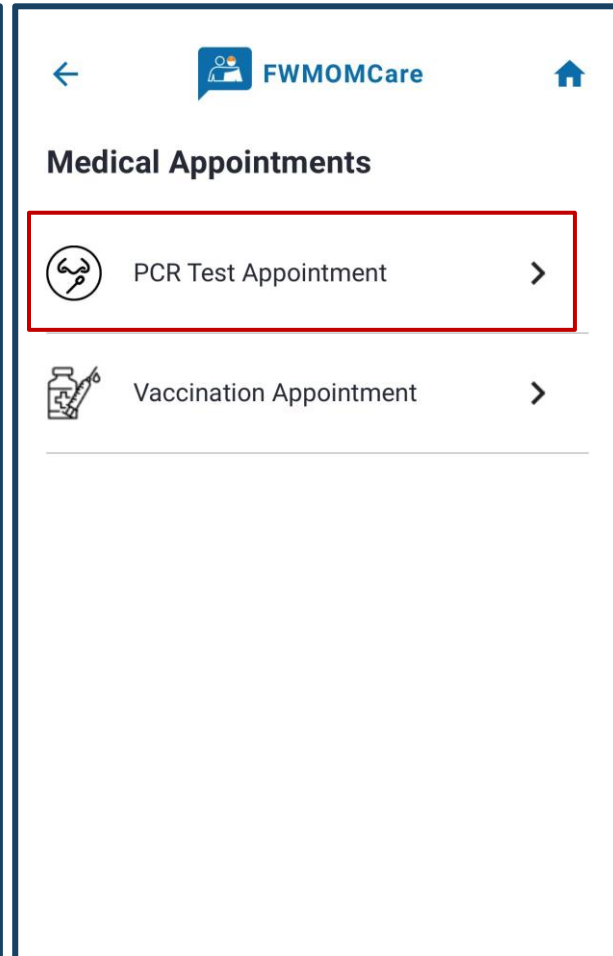 FWMOMCare
Medical Appointments
PCR Test Appointment
Vaccination Appointment